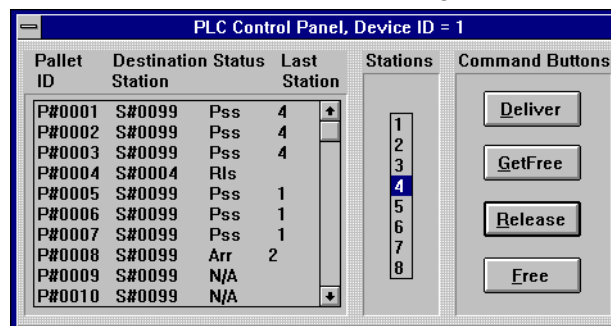 PLC Control Panel, Device ID = 1
Pallet ID Destination Station Status Last Station
P#0001 S#0099 Pss 4
P#0002 S#0099 Pss 4
P#0003 S#0099 Pss 4
P#0004 S#0004 Rls
P#0005 S#0099 Pss 1
P#0006 S#0099 Pss 1
P#0007 S#0099 Pss 1
P#0008 S#0099 Arr 2
P#0009 S#0099 N/A
P#0010 S#0099 N/A
Stations
1
2
3
4
5
6
7
8
Command Buttons
Deliver
GetFree
Release
Free